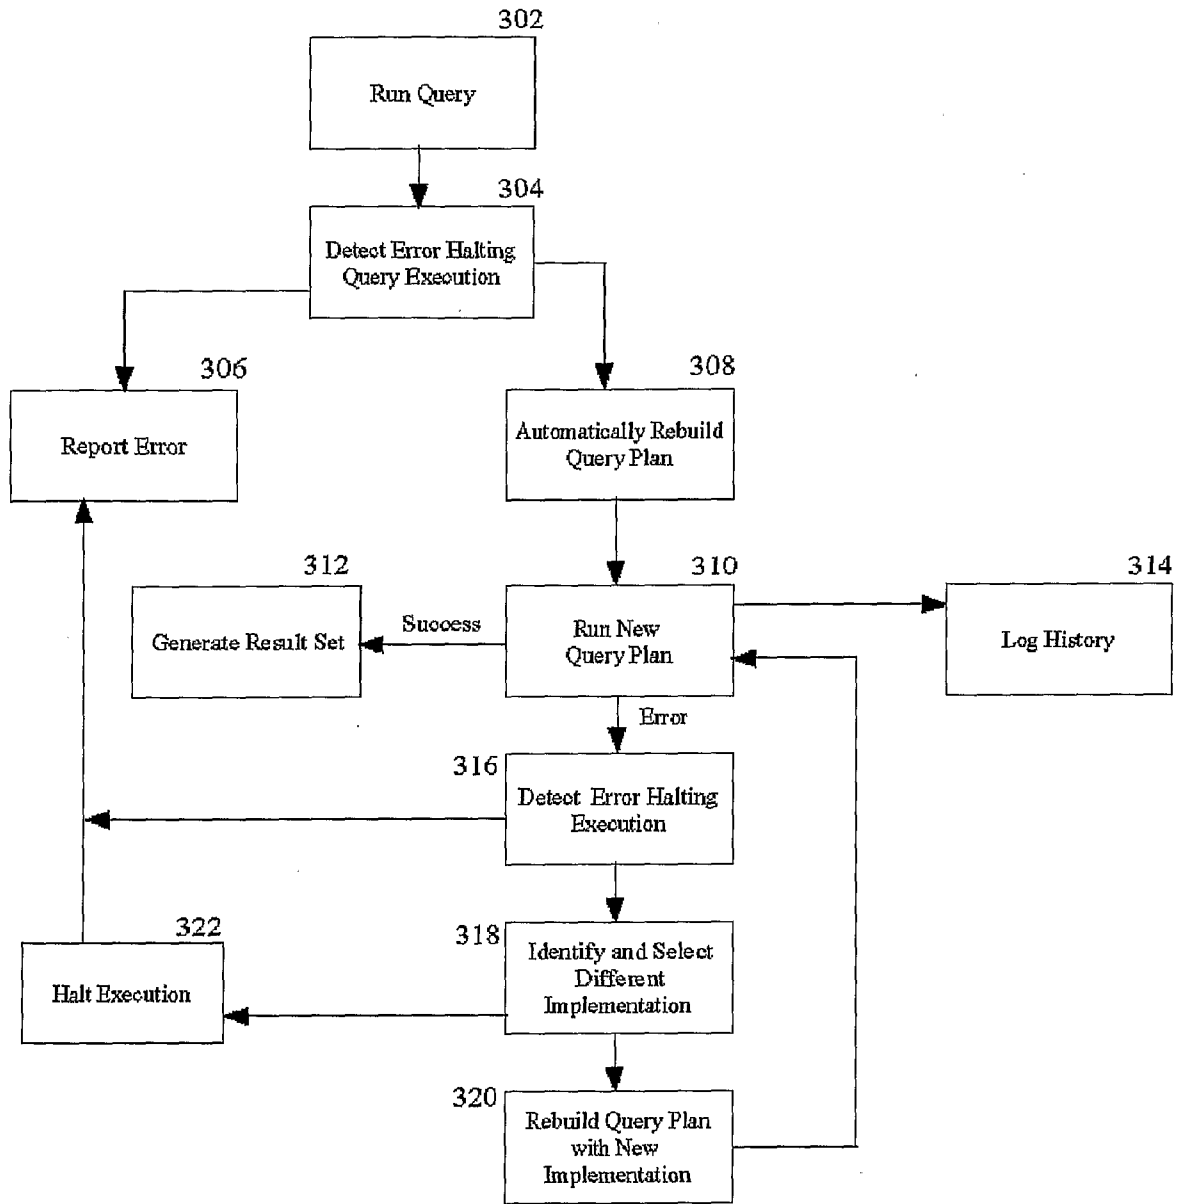 302
Run Query
304
Detect Error Halting
Query Execution
306
Report Error
308
Automatically Rebuild
Query Plan
312
Generate Result Set
Success
310
Run New
Query Plan
314
Log History
Error
316
Detect Error Halting
Execution
322
Halt Execution
318
Identify and Select
Different
Implementation
320
Rebuild Query Plan
with New
Implementation